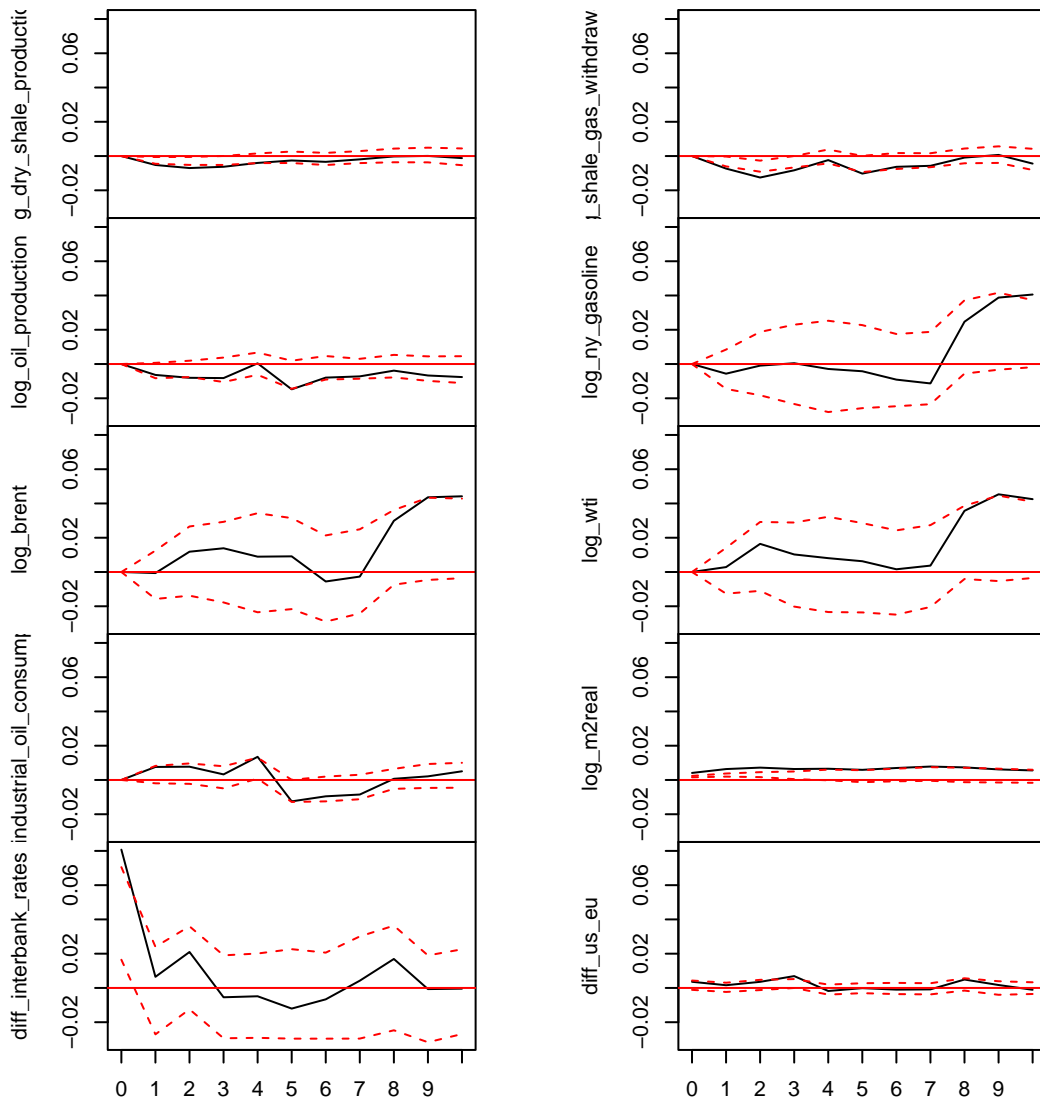 g_dry_shale_productic
−0.02 0.02 0.06
g_shale_gas_withdraw
−0.02 0.02 0.06
log_oil_production
−0.02 0.02 0.06
log_ny_gasoline
−0.02 0.02 0.06
log_brent
−0.02 0.02 0.06
log_wti
−0.02 0.02 0.06
industrial_oil_consump
−0.02 0.02 0.06
log_m2real
−0.02 0.02 0.06
diff_interbank_rates
−0.02 0.02 0.06
diff_us_eu
−0.02 0.02 0.06
0 1 2 3 4 5 6 7 8 9
0 1 2 3 4 5 6 7 8 9